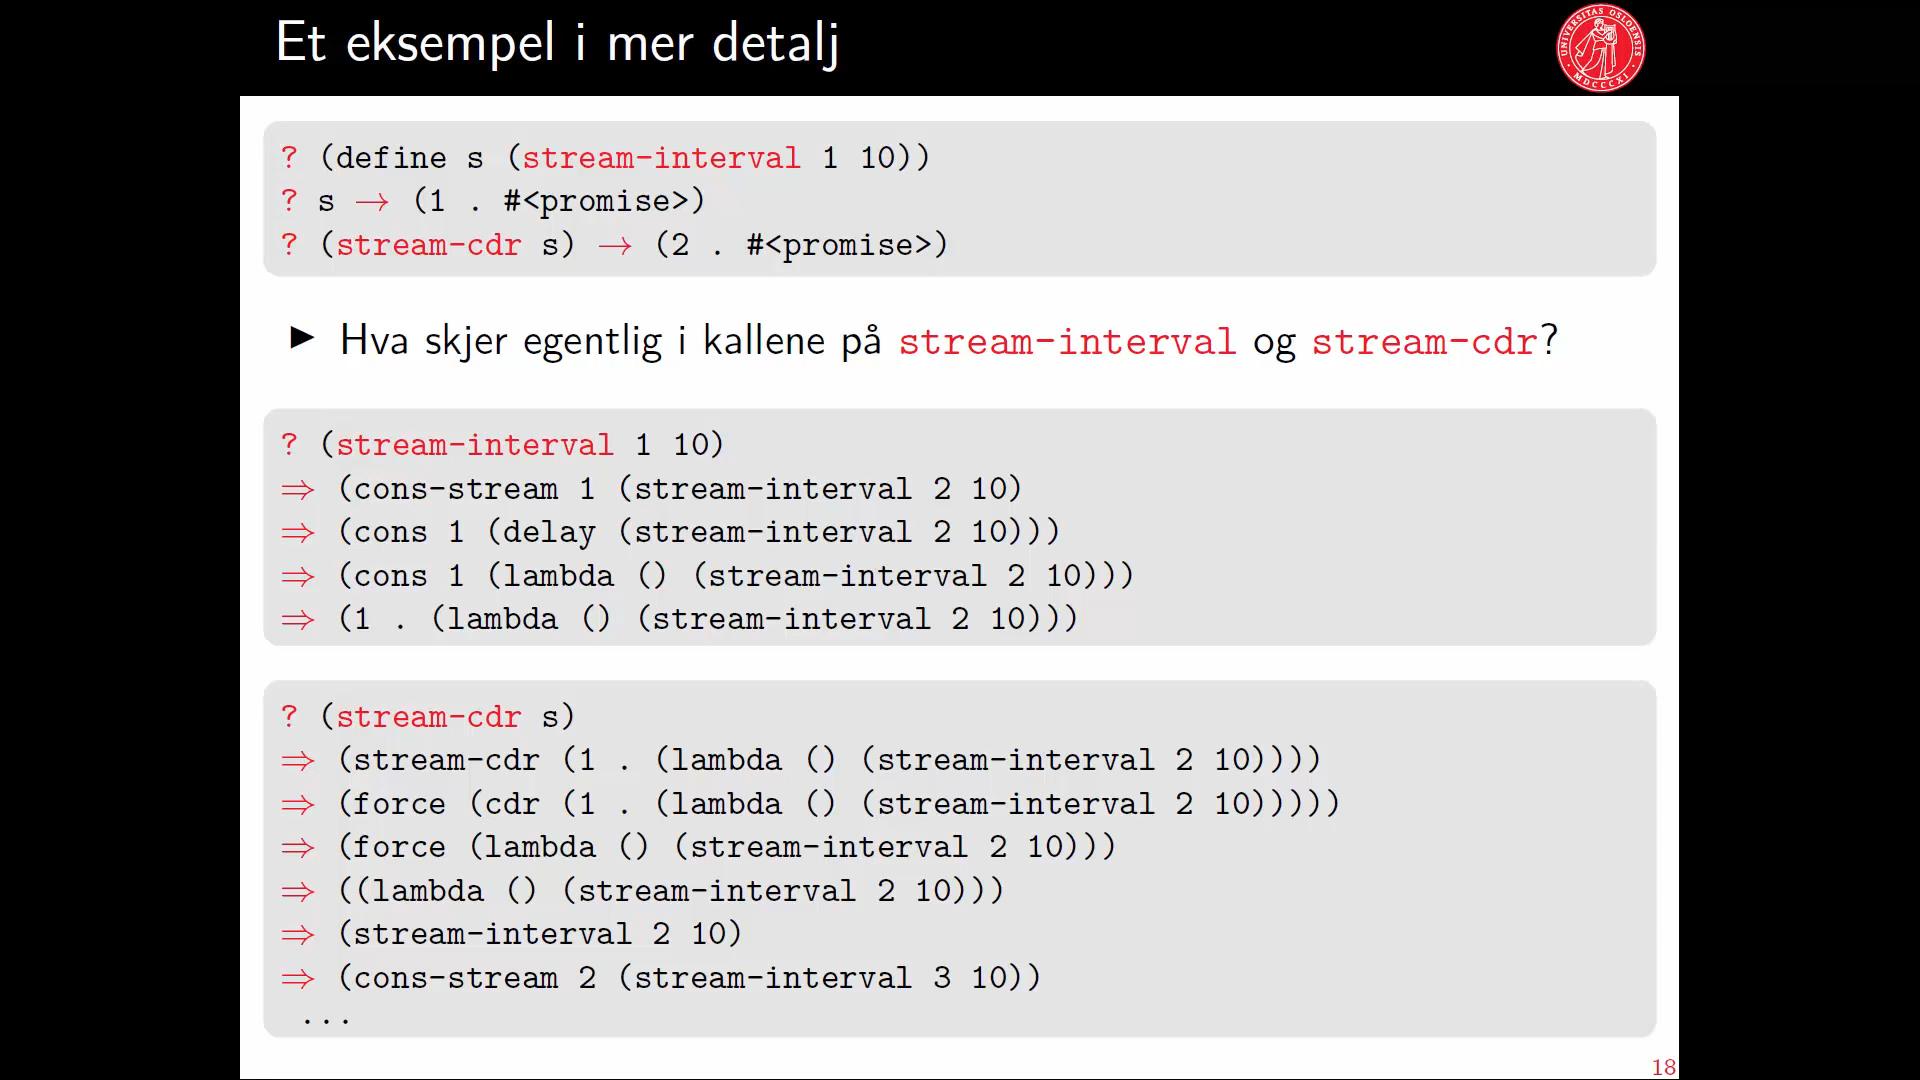 Et eksempel i mer detalj
UNIVERSITAS OSLOENSIS
MDCCCXI
? (define s (stream-interval 1 10))
? s → (1 . #<promise>)
? (stream-cdr s) → (2 . #<promise>)
▶ Hva skjer egentlig i kallene på stream-interval og stream-cdr?
? (stream-interval 1 10)
⇒ (cons-stream 1 (stream-interval 2 10)
⇒ (cons 1 (delay (stream-interval 2 10)))
⇒ (cons 1 (lambda () (stream-interval 2 10)))
⇒ (1 . (lambda () (stream-interval 2 10)))
? (stream-cdr s)
⇒ (stream-cdr (1 . (lambda () (stream-interval 2 10))))
⇒ (force (cdr (1 . (lambda () (stream-interval 2 10)))))
⇒ (force (lambda () (stream-interval 2 10)))
⇒ ((lambda () (stream-interval 2 10)))
⇒ (stream-interval 2 10)
⇒ (cons-stream 2 (stream-interval 3 10))
...
18